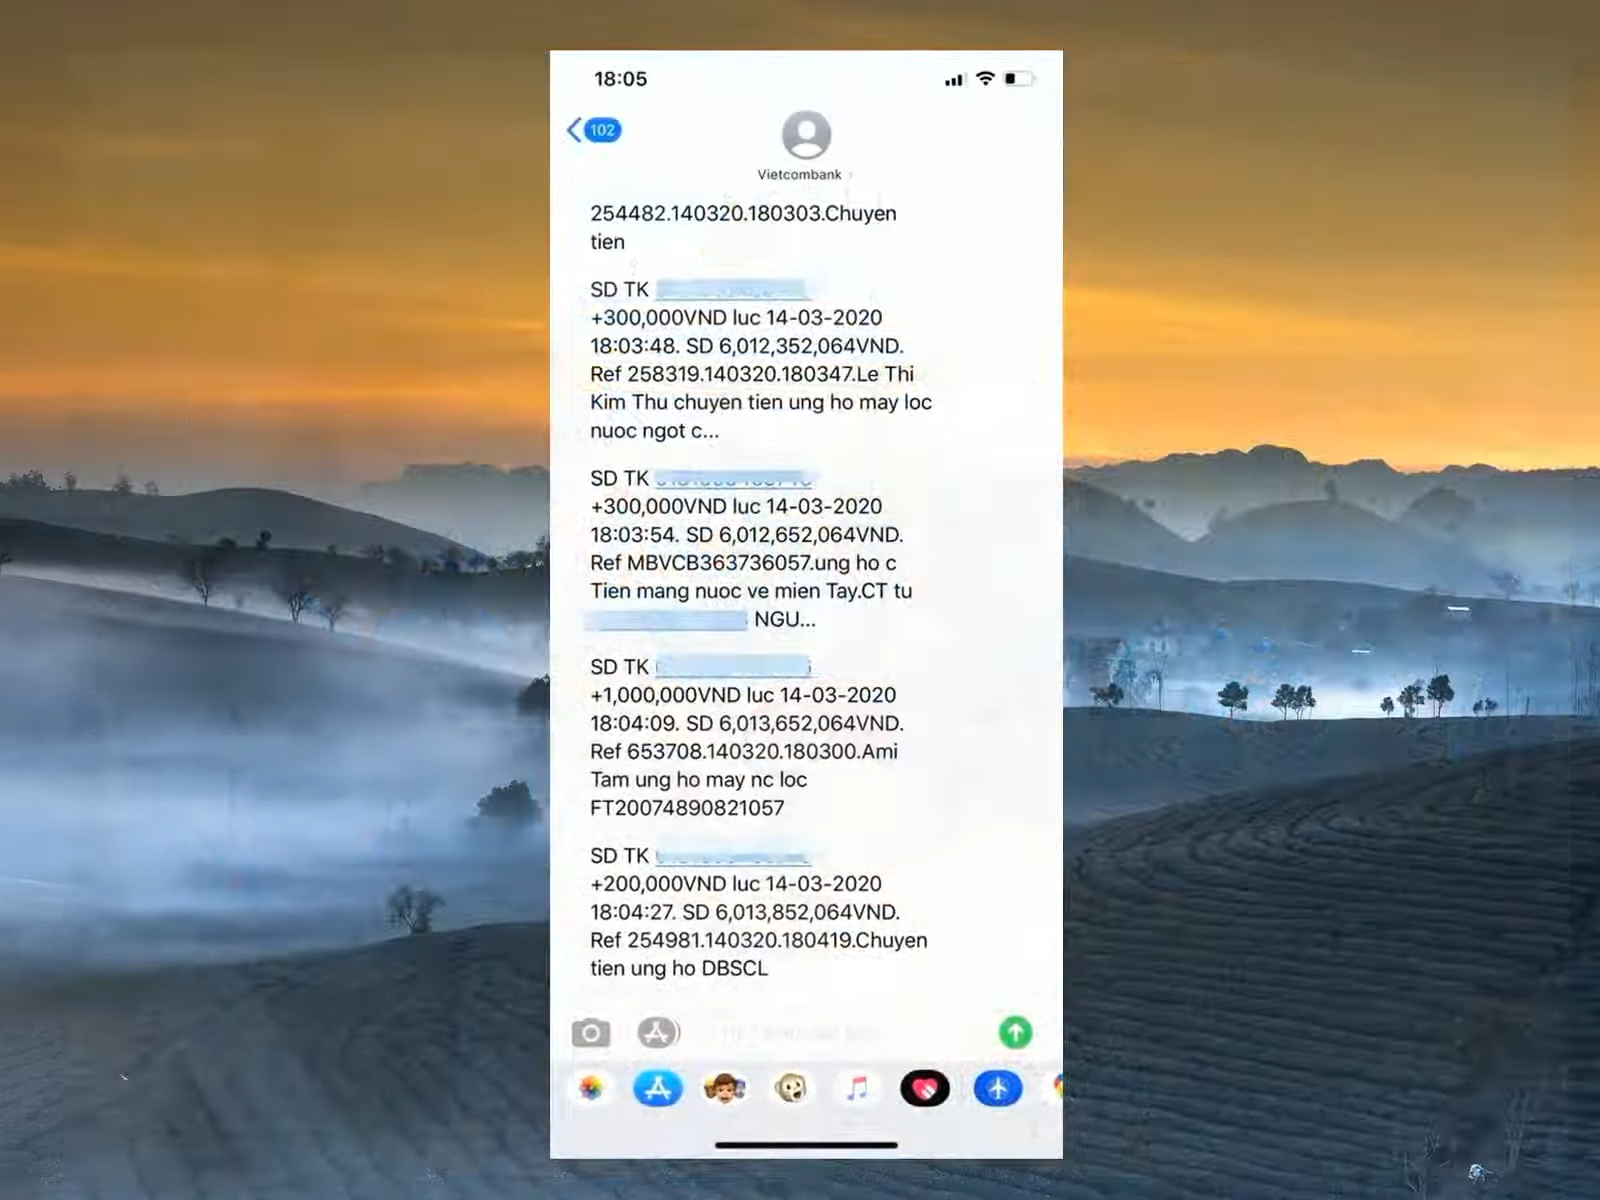 18:05
102
Vietcombank
254482.140320.180303.Chuyen
tien
SD TK
+300,000VND luc 14-03-2020
18:03:48. SD 6,012,352,064VND.
Ref 258319.140320.180347.Le Thi
Kim Thu chuyen tien ung ho may loc
nuoc ngot c...
SD TK
+300,000VND luc 14-03-2020
18:03:54. SD 6,012,652,064VND.
Ref MBVCB363736057.ung ho c
Tien mang nuoc ve mien Tay.CT tu
NGU...
SD TK
+1,000,000VND luc 14-03-2020
18:04:09. SD 6,013,652,064VND.
Ref 653708.140320.180300.Ami
Tam ung ho may nc loc
FT20074890821057
SD TK
+200,000VND luc 14-03-2020
18:04:27. SD 6,013,852,064VND.
Ref 254981.140320.180419.Chuyen
tien ung ho DBSCL